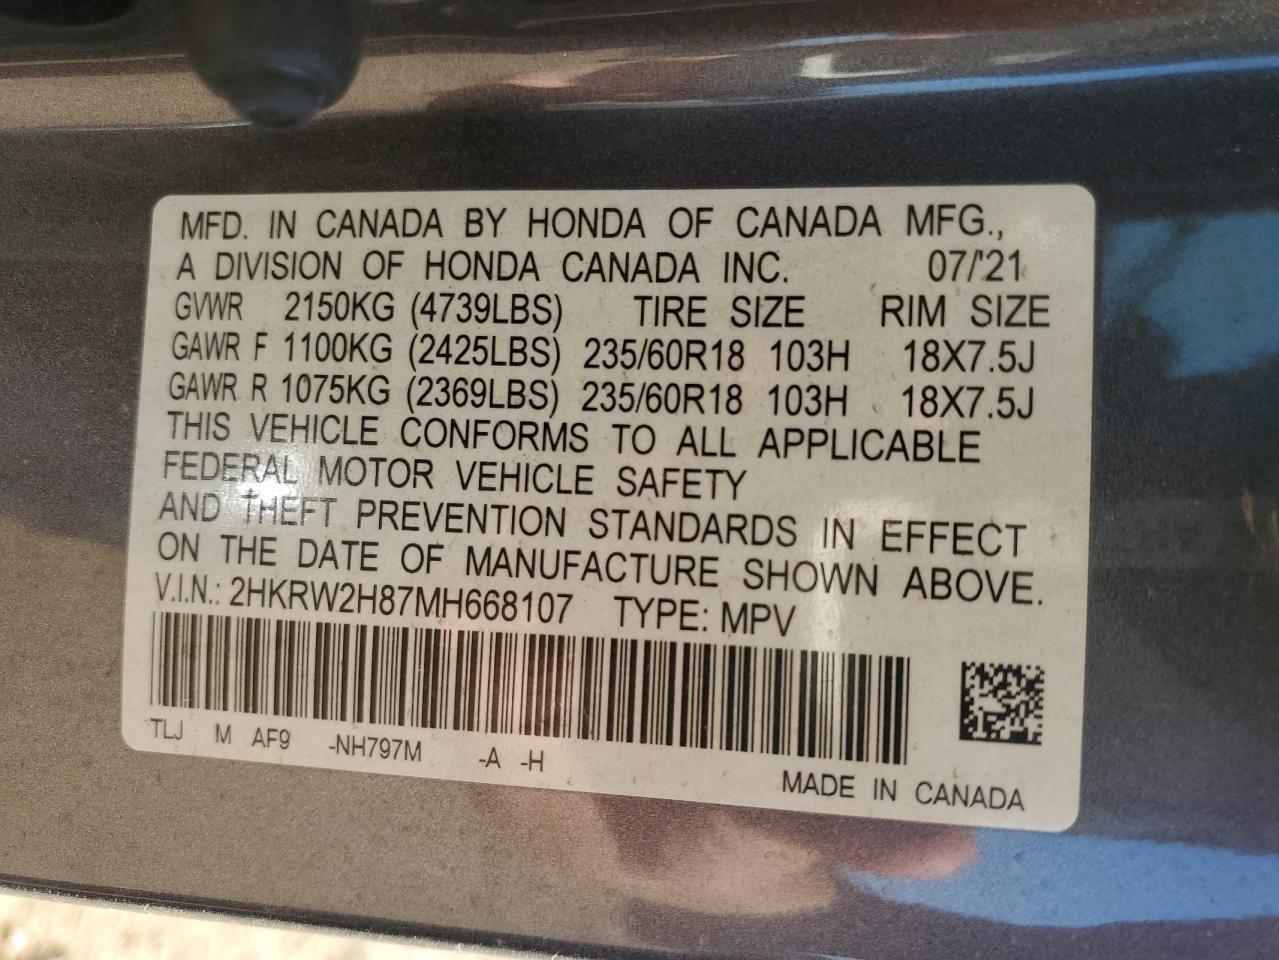 MFD. IN CANADA BY HONDA OF CANADA MFG.,
A DIVISION OF HONDA CANADA INC. 07/'21
GVWR 2150KG (4739LBS) TIRE SIZE RIM SIZE
GAWR F 1100KG (2425LBS) 235/60R18 103H 18X7.5J
GAWR R 1075KG (2369LBS) 235/60R18 103H 18X7.5J
THIS VEHICLE CONFORMS TO ALL APPLICABLE
FEDERAL MOTOR VEHICLE SAFETY
AND THEFT PREVENTION STANDARDS IN EFFECT
ON THE DATE OF MANUFACTURE SHOWN ABOVE.
V.I.N.: 2HKRW2H87MH668107 TYPE: MPV
TLJ M AF9 -NH797M -A -H
MADE IN CANADA